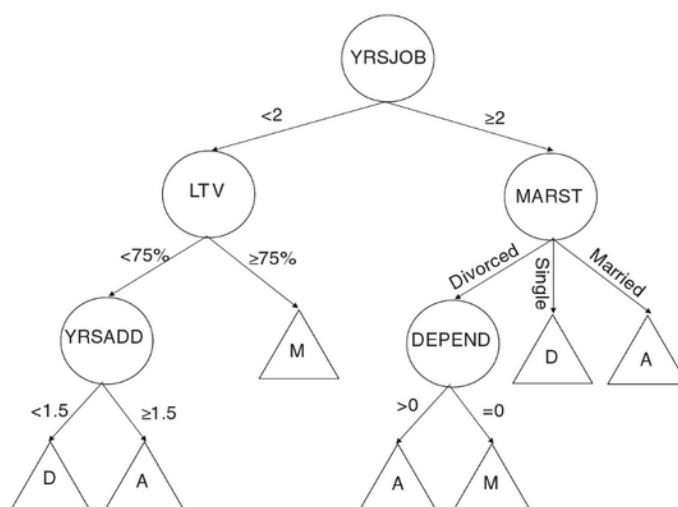 YRSJOB
<2
≥2
LTV
MARST
<75%
≥75%
Divorced
Single
Married
YRSADD
M
DEPEND
D
A
<1.5
≥1.5
>0
=0
D
A
A
M